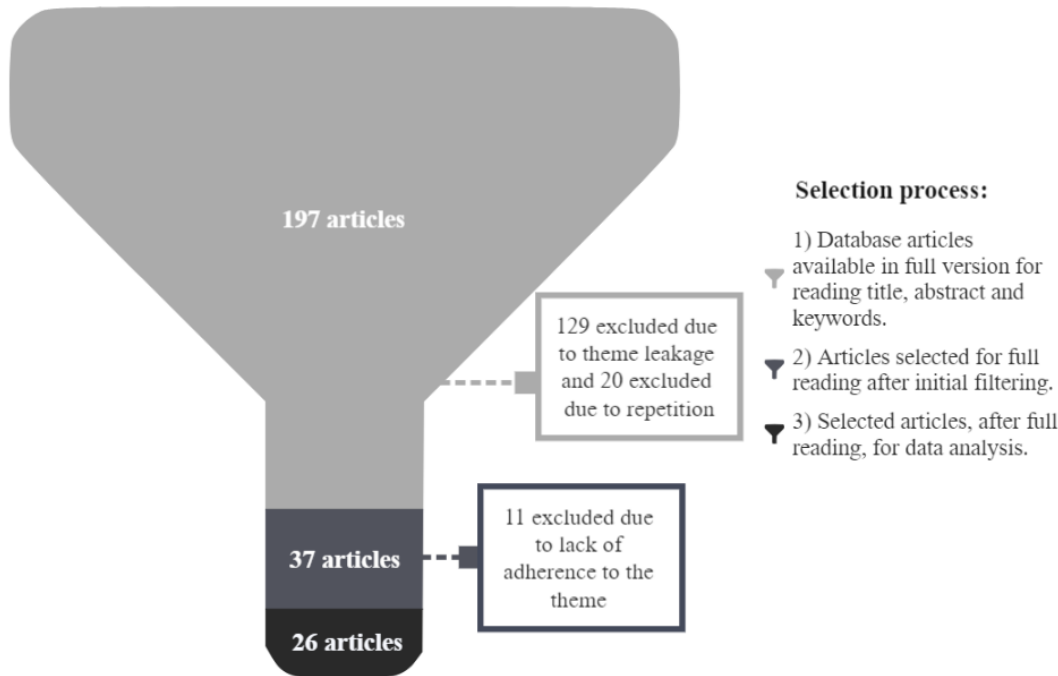 197 articles
129 excluded due
to theme leakage
and 20 excluded
due to repetition
37 articles
11 excluded due
to lack of
adherence to the
theme
26 articles
Selection process:
1) Database articles
available in full version for
reading title, abstract and
keywords.
2) Articles selected for full
reading after initial filtering.
3) Selected articles, after full
reading, for data analysis.